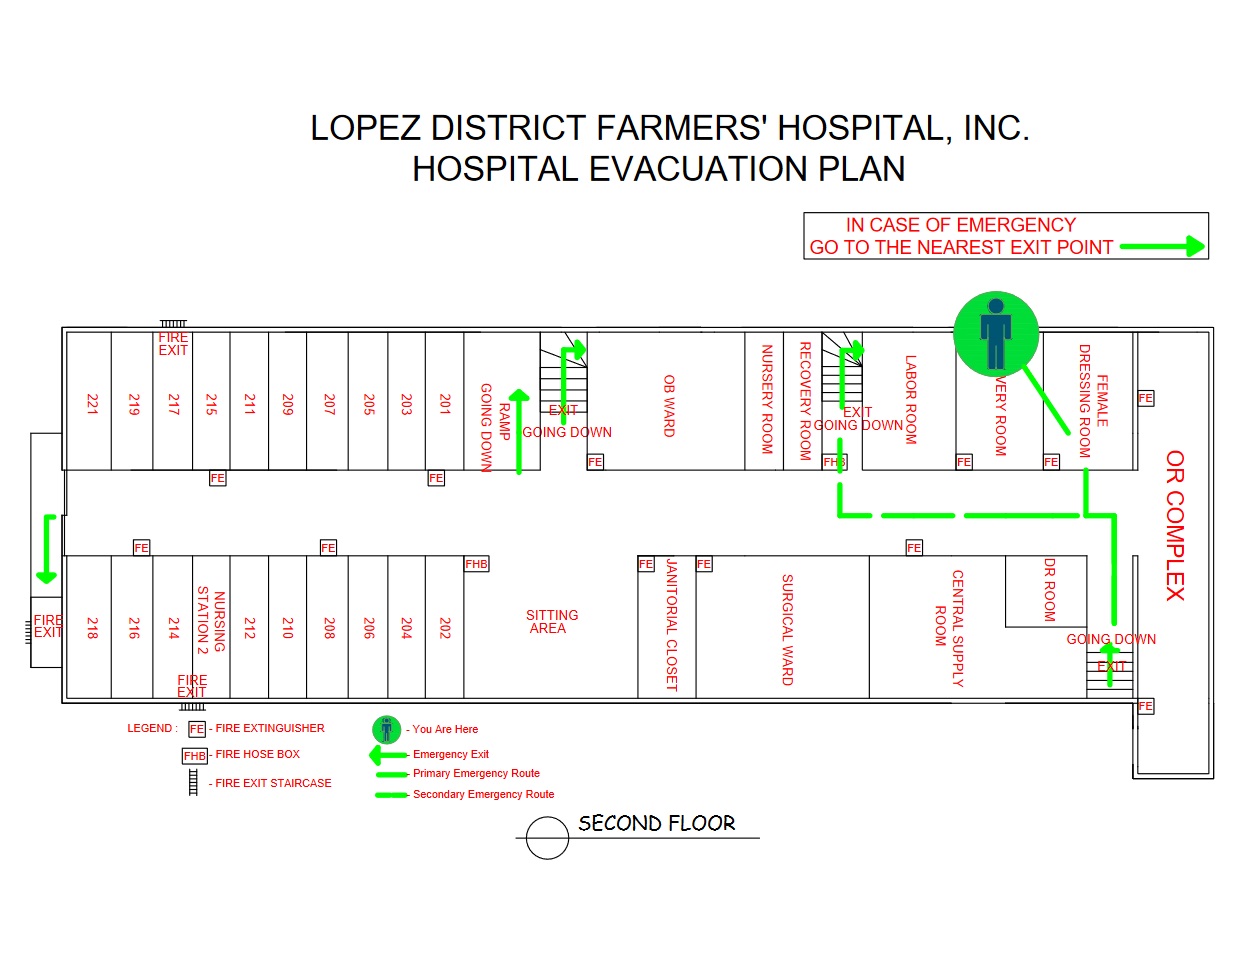 LOPEZ DISTRICT FARMERS' HOSPITAL, INC.
HOSPITAL EVACUATION PLAN
IN CASE OF EMERGENCY
GO TO THE NEAREST EXIT POINT
FIRE
EXIT
221
219
217
215
211
209
207
205
203
201
RAMP
GOING DOWN
EXIT
GOING DOWN
OB WARD
NURSERY ROOM
RECOVERY ROOM
EXIT
GOING DOWN
LABOR ROOM
VERY ROOM
FEMALE
DRESSING ROOM
FE
OR COMPLEX
FE
FHB
FE
FE
FE
FE
FE
FE
FE
FHB
FE
FE
FE
FIRE
EXIT
218
216
214
NURSING
STATION 2
212
210
208
206
204
202
SITTING
AREA
JANITORIAL CLOSET
SURGICAL WARD
CENTRAL SUPPLY
ROOM
DR ROOM
GOING DOWN
EXIT
FIRE
EXIT
FE
LEGEND :
FE - FIRE EXTINGUISHER
FHB - FIRE HOSE BOX
- FIRE EXIT STAIRCASE
- You Are Here
- Emergency Exit
- Primary Emergency Route
- Secondary Emergency Route
SECOND FLOOR